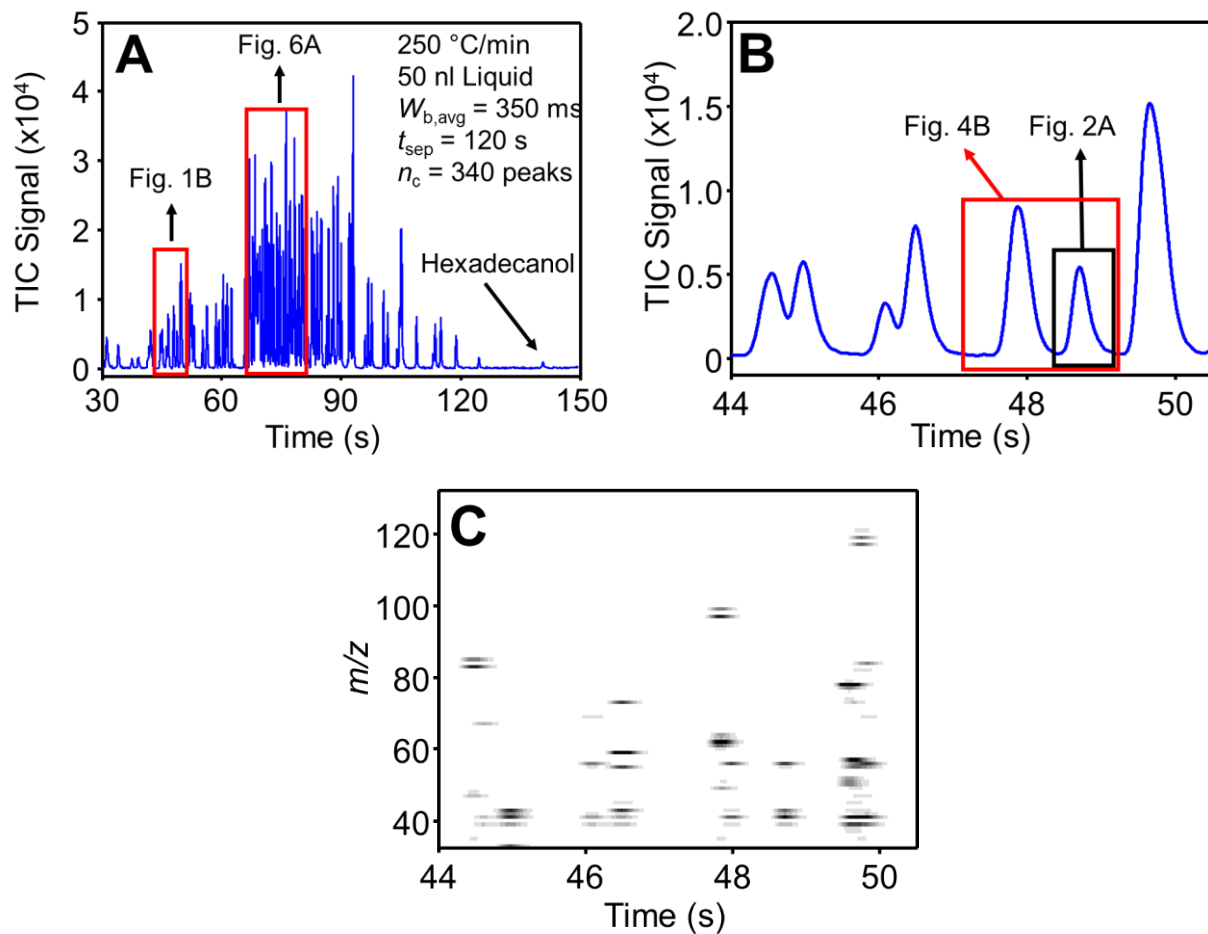 A
Fig. 6A
250 °C/min
50 nl Liquid
W_b,avg = 350 ms
t_sep = 120 s
n_c = 340 peaks
Fig. 1B
Hexadecanol
TIC Signal (x10⁴)
5
4
3
2
1
0
30 60 90 120 150
Time (s)
B
Fig. 4B Fig. 2A
TIC Signal (x10⁴)
2.0
1.5
1.0
0.5
0
44 46 48 50
Time (s)
C
m/z
120
100
80
60
40
44 46 48 50
Time (s)